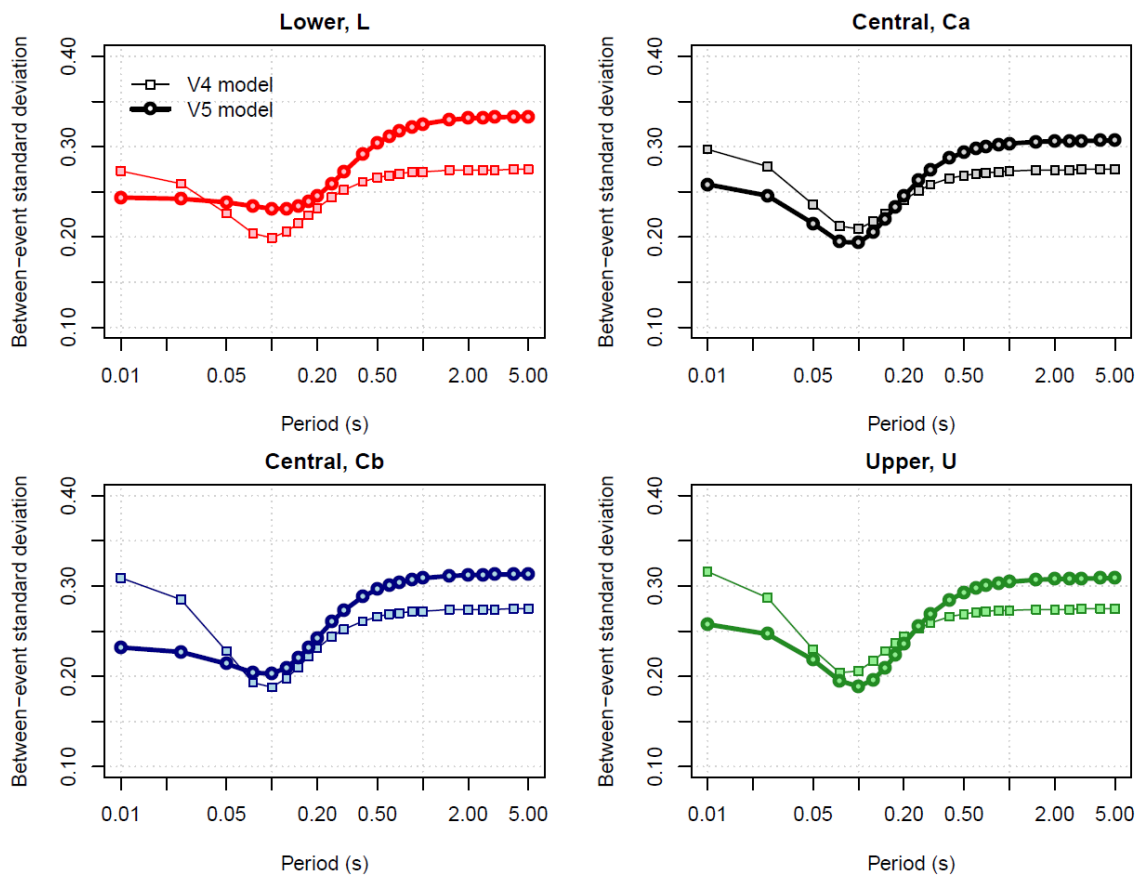 Lower, L
Between−event standard deviation
0.40
0.30
0.20
0.10
V4 model
V5 model
0.01 0.05 0.20 0.50 2.00 5.00
Period (s)
Central, Ca
Between−event standard deviation
0.40
0.30
0.20
0.10
0.01 0.05 0.20 0.50 2.00 5.00
Period (s)
Central, Cb
Between−event standard deviation
0.40
0.30
0.20
0.10
0.01 0.05 0.20 0.50 2.00 5.00
Period (s)
Upper, U
Between−event standard deviation
0.40
0.30
0.20
0.10
0.01 0.05 0.20 0.50 2.00 5.00
Period (s)